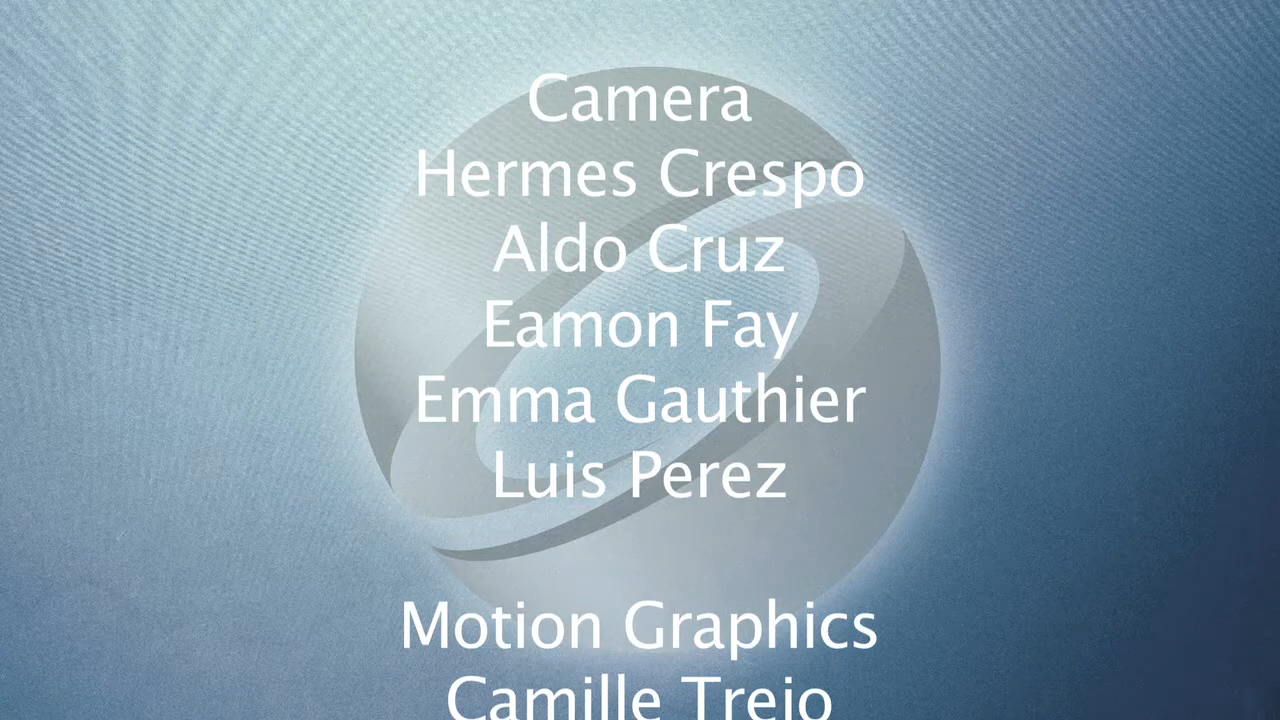 Camera
Hermes Crespo
Aldo Cruz
Eamon Fay
Emma Gauthier
Luis Perez
Motion Graphics
Camille Trejo